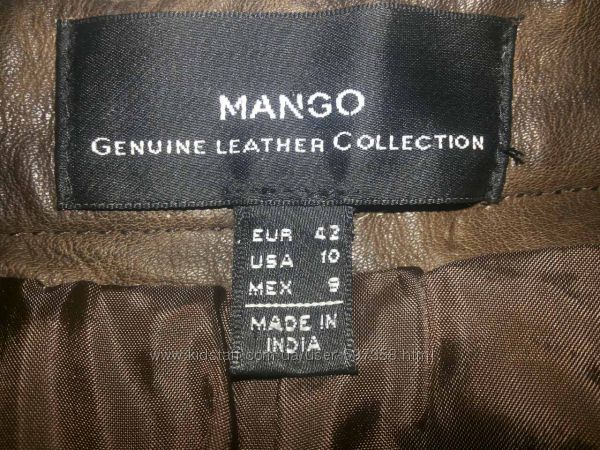 MANGO
GENUINE LEATHER COLLECTION
EUR 42
USA 10
MEX 9
MADE IN
INDIA